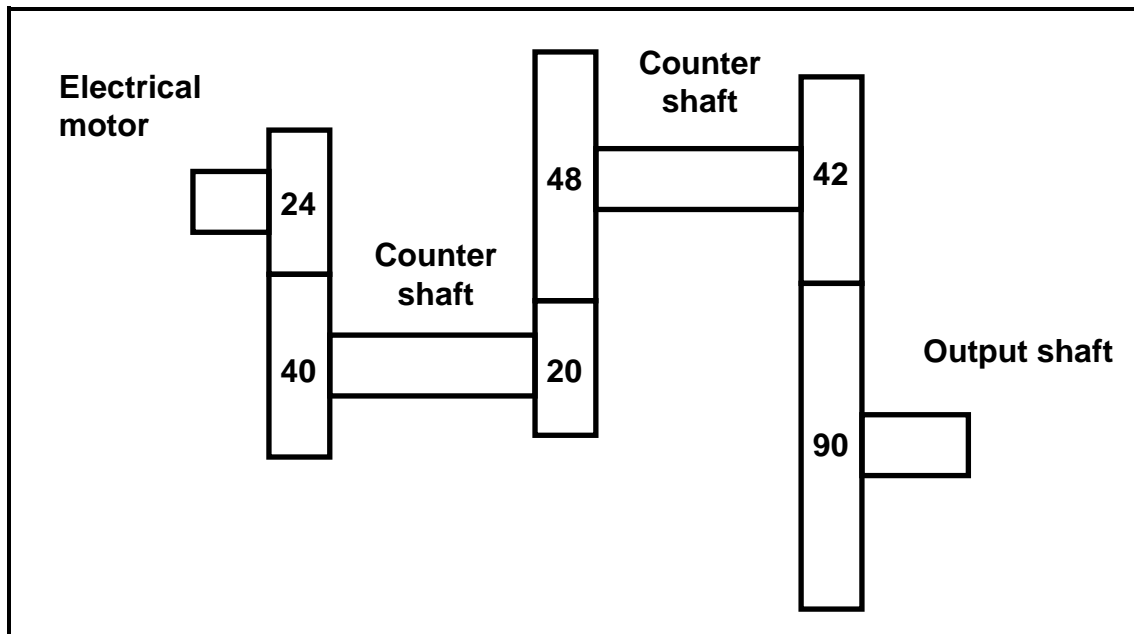 Electrical
motor
Counter
shaft
24
48
42
Counter
shaft
40
20
Output shaft
90